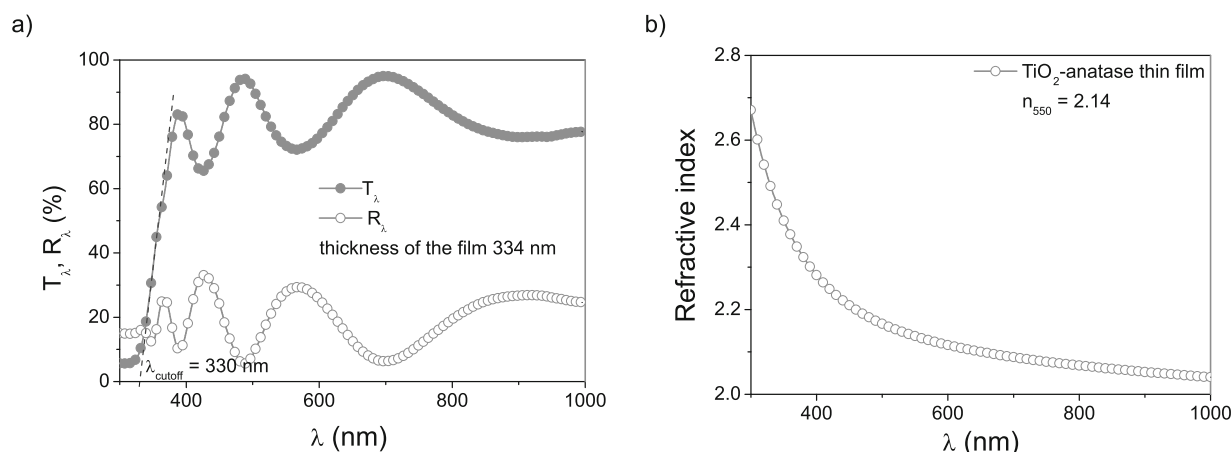 a)
100
80
60
40
20
0
T_λ, R_λ (%)
T_λ
R_λ
thickness of the film 334 nm
λ_cutoff = 330 nm
400 600 800 1000
λ (nm)
b)
2.8
2.6
2.4
2.2
2.0
Refractive index
TiO₂-anatase thin film
n₅₅₀ = 2.14
400 600 800 1000
λ (nm)